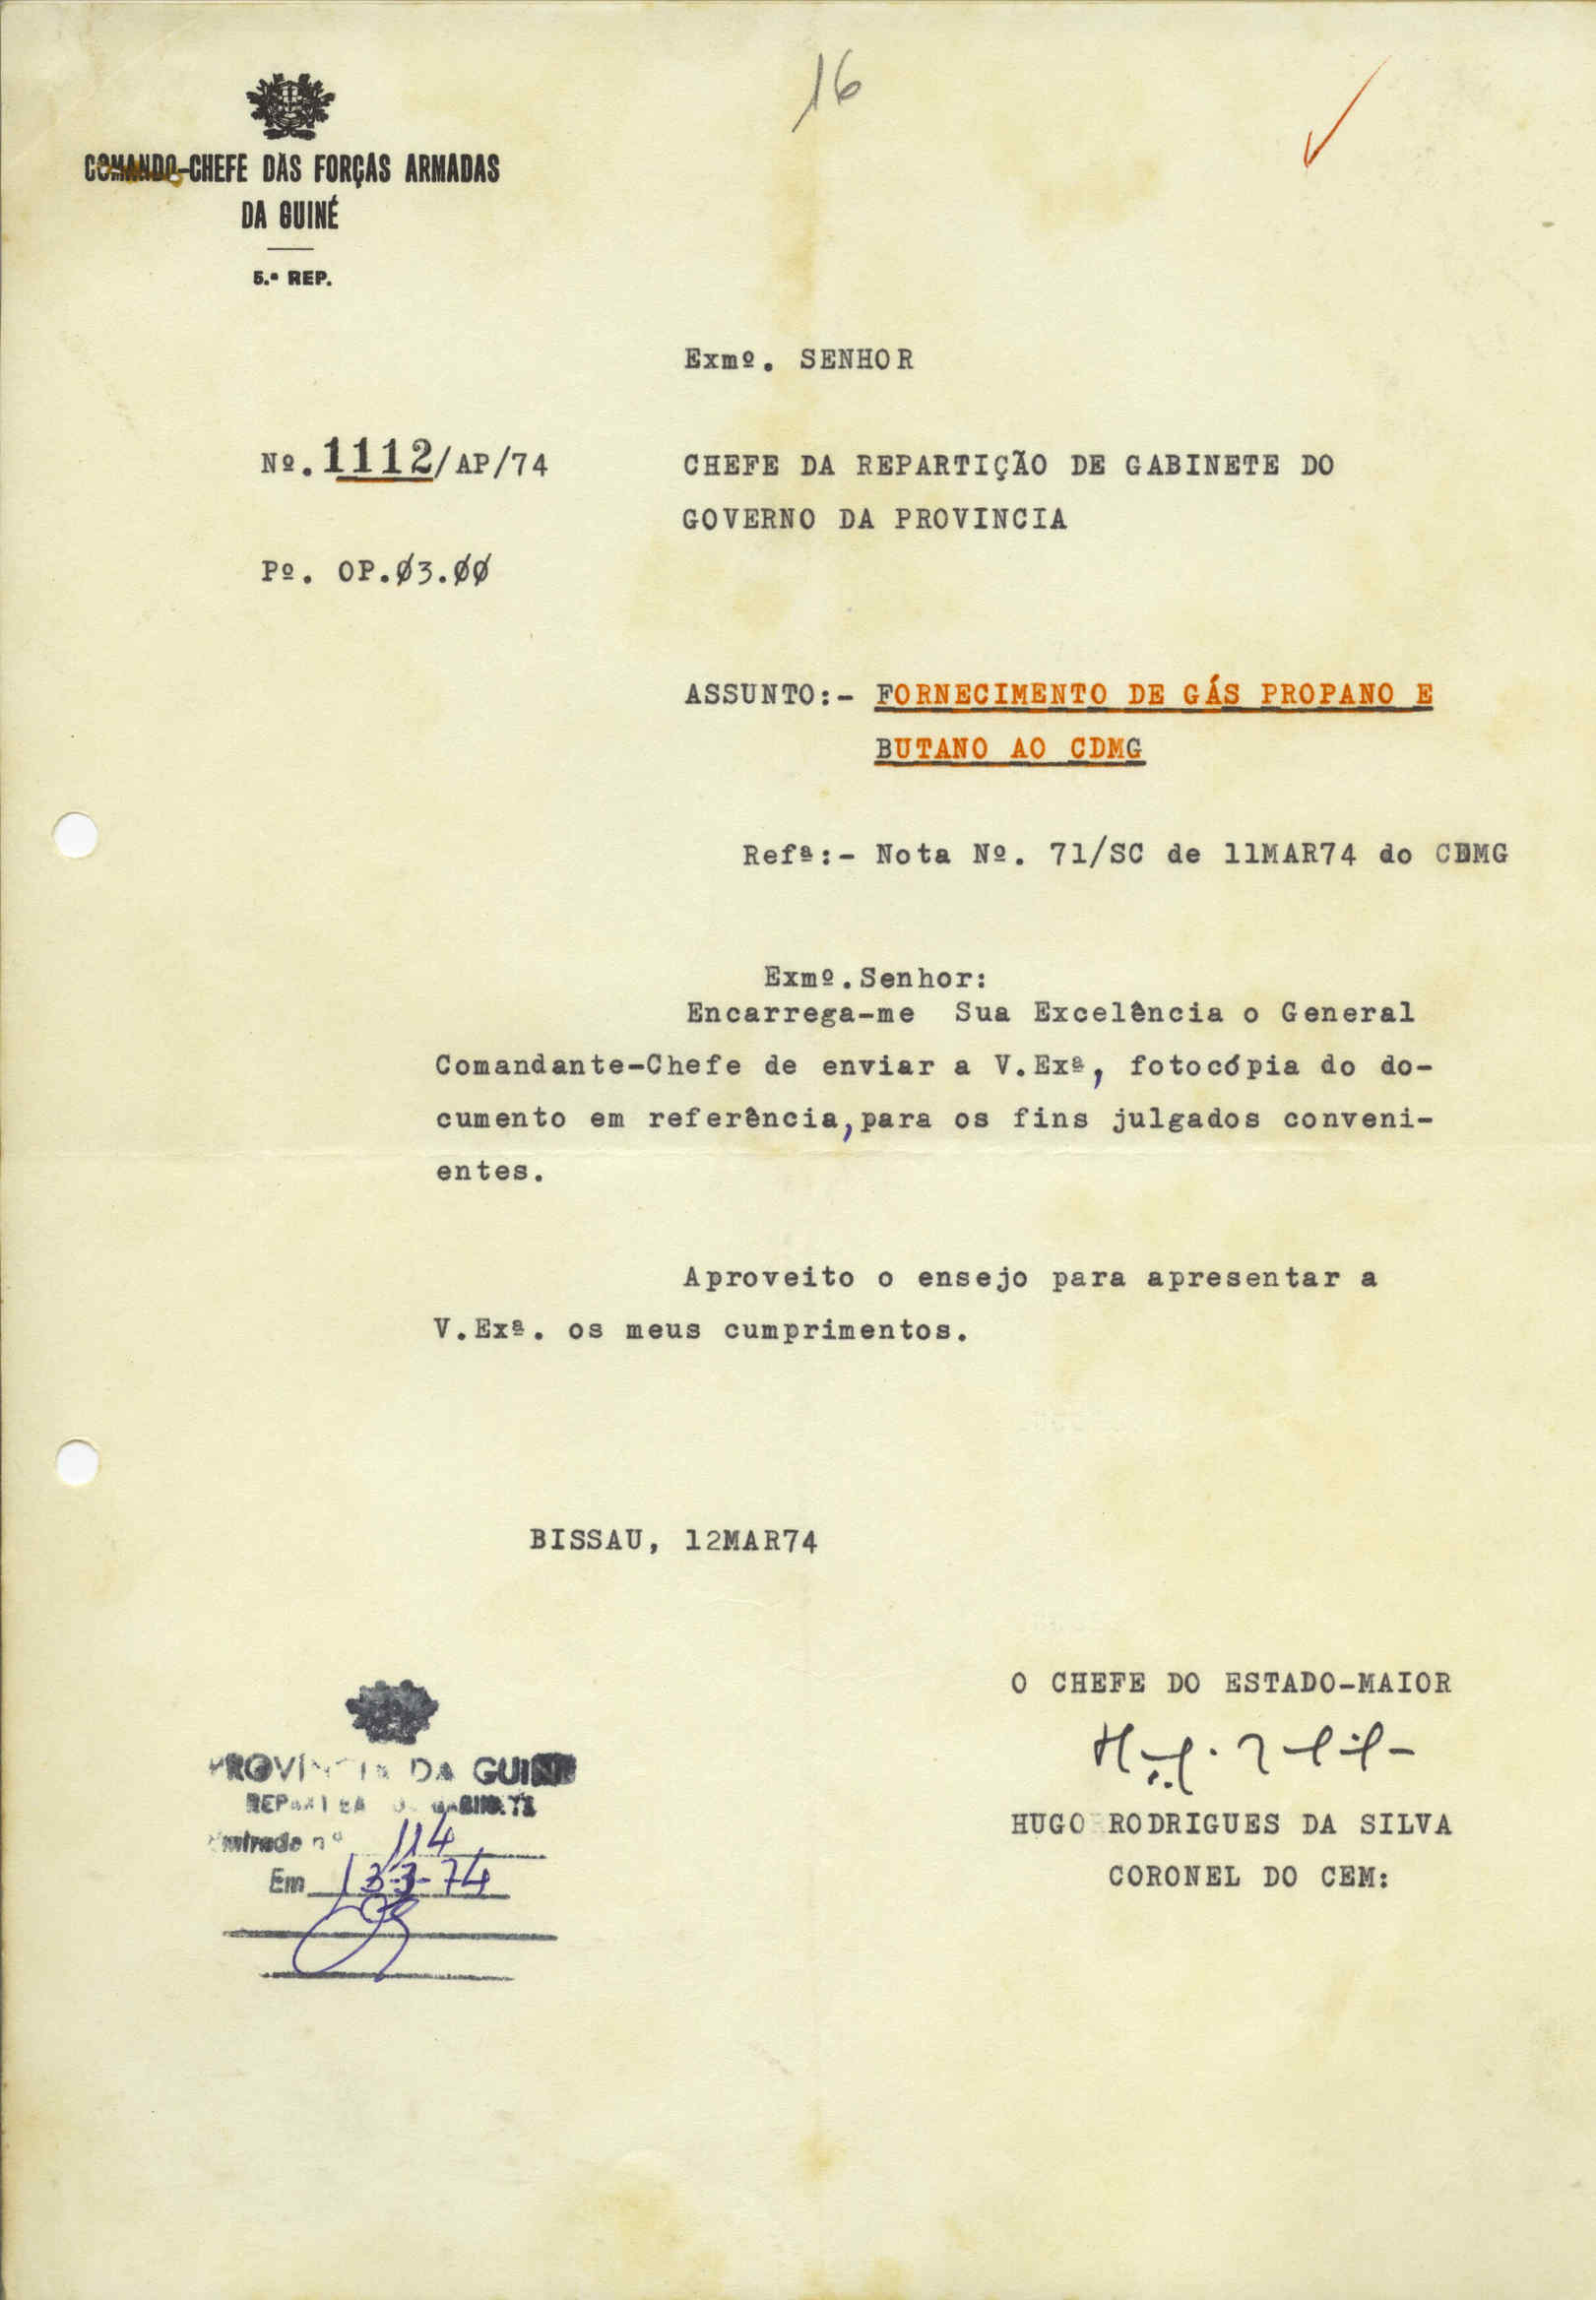 16
COMANDO-CHEFE DAS FORÇAS ARMADAS
DA GUINÉ
5.ª REP.
Exmº. SENHOR
Nº. 1112/AP/74
CHEFE DA REPARTIÇÃO DE GABINETE DO
GOVERNO DA PROVINCIA
Pº. OP.Ø3.ØØ
ASSUNTO:- FORNECIMENTO DE GÁS PROPANO E
BUTANO AO CDMG
Refª:- Nota Nº. 71/SC de 11MAR74 do CDMG
Exmº.Senhor:
Encarrega-me Sua Excelência o General
Comandante-Chefe de enviar a V.Exª, fotocópia do do-
cumento em referência, para os fins julgados conveni-
entes.
Aproveito o ensejo para apresentar a
V.Exª. os meus cumprimentos.
BISSAU, 12MAR74
O CHEFE DO ESTADO-MAIOR
HUGO RODRIGUES DA SILVA
CORONEL DO CEM:
PROVÍNCIA DA GUINÉ
Entrada nº 114
Em 13-3-74